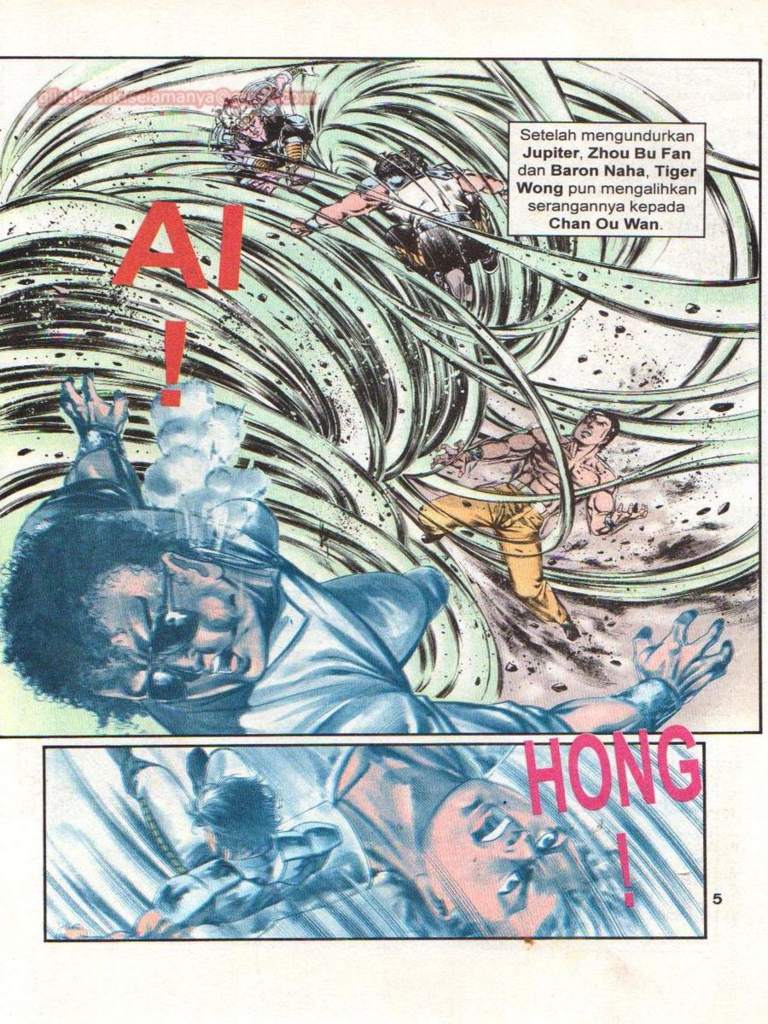 Setelah mengundurkan
Jupiter, Zhou Bu Fan
dan Baron Naha, Tiger
Wong pun mengalihkan
serangannya kepada
Chan Ou Wan.
AI
!
HONG
!
5